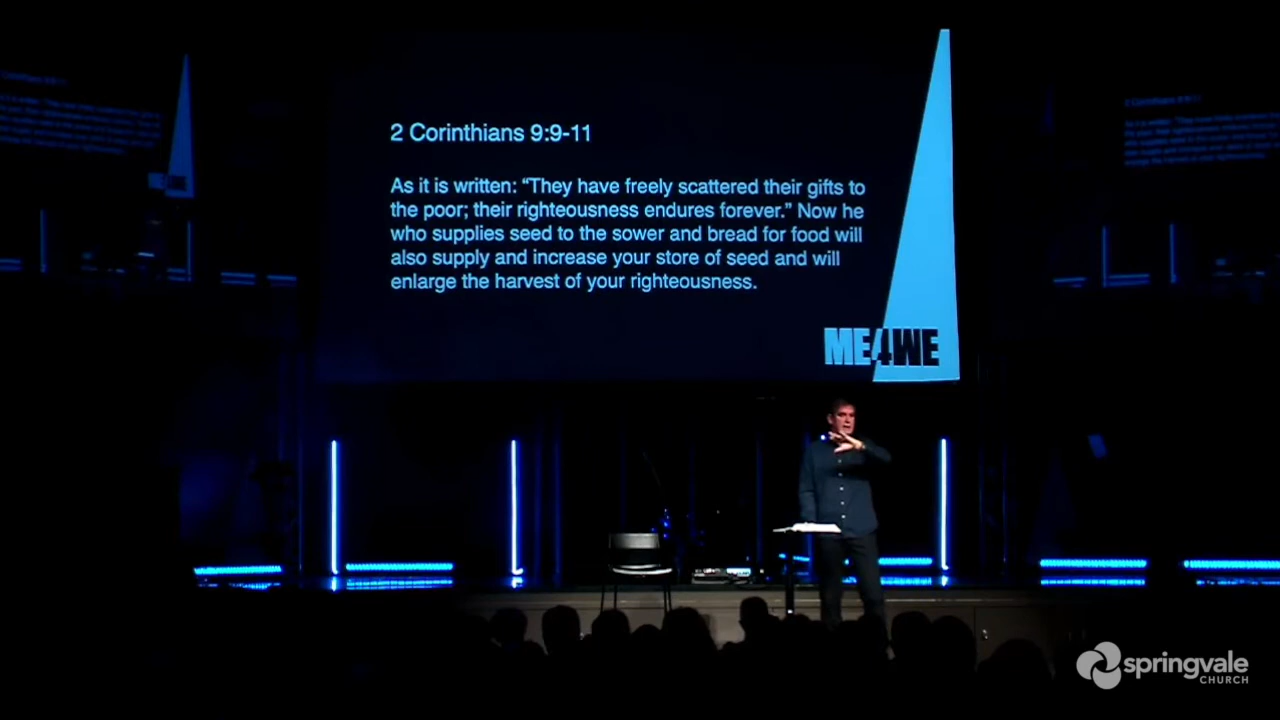 2 Corinthians 9:9-11
As it is written: “They have freely scattered their gifts to
the poor; their righteousness endures forever.” Now he
who supplies seed to the sower and bread for food will
also supply and increase your store of seed and will
enlarge the harvest of your righteousness.
ME4WE
springvale
CHURCH